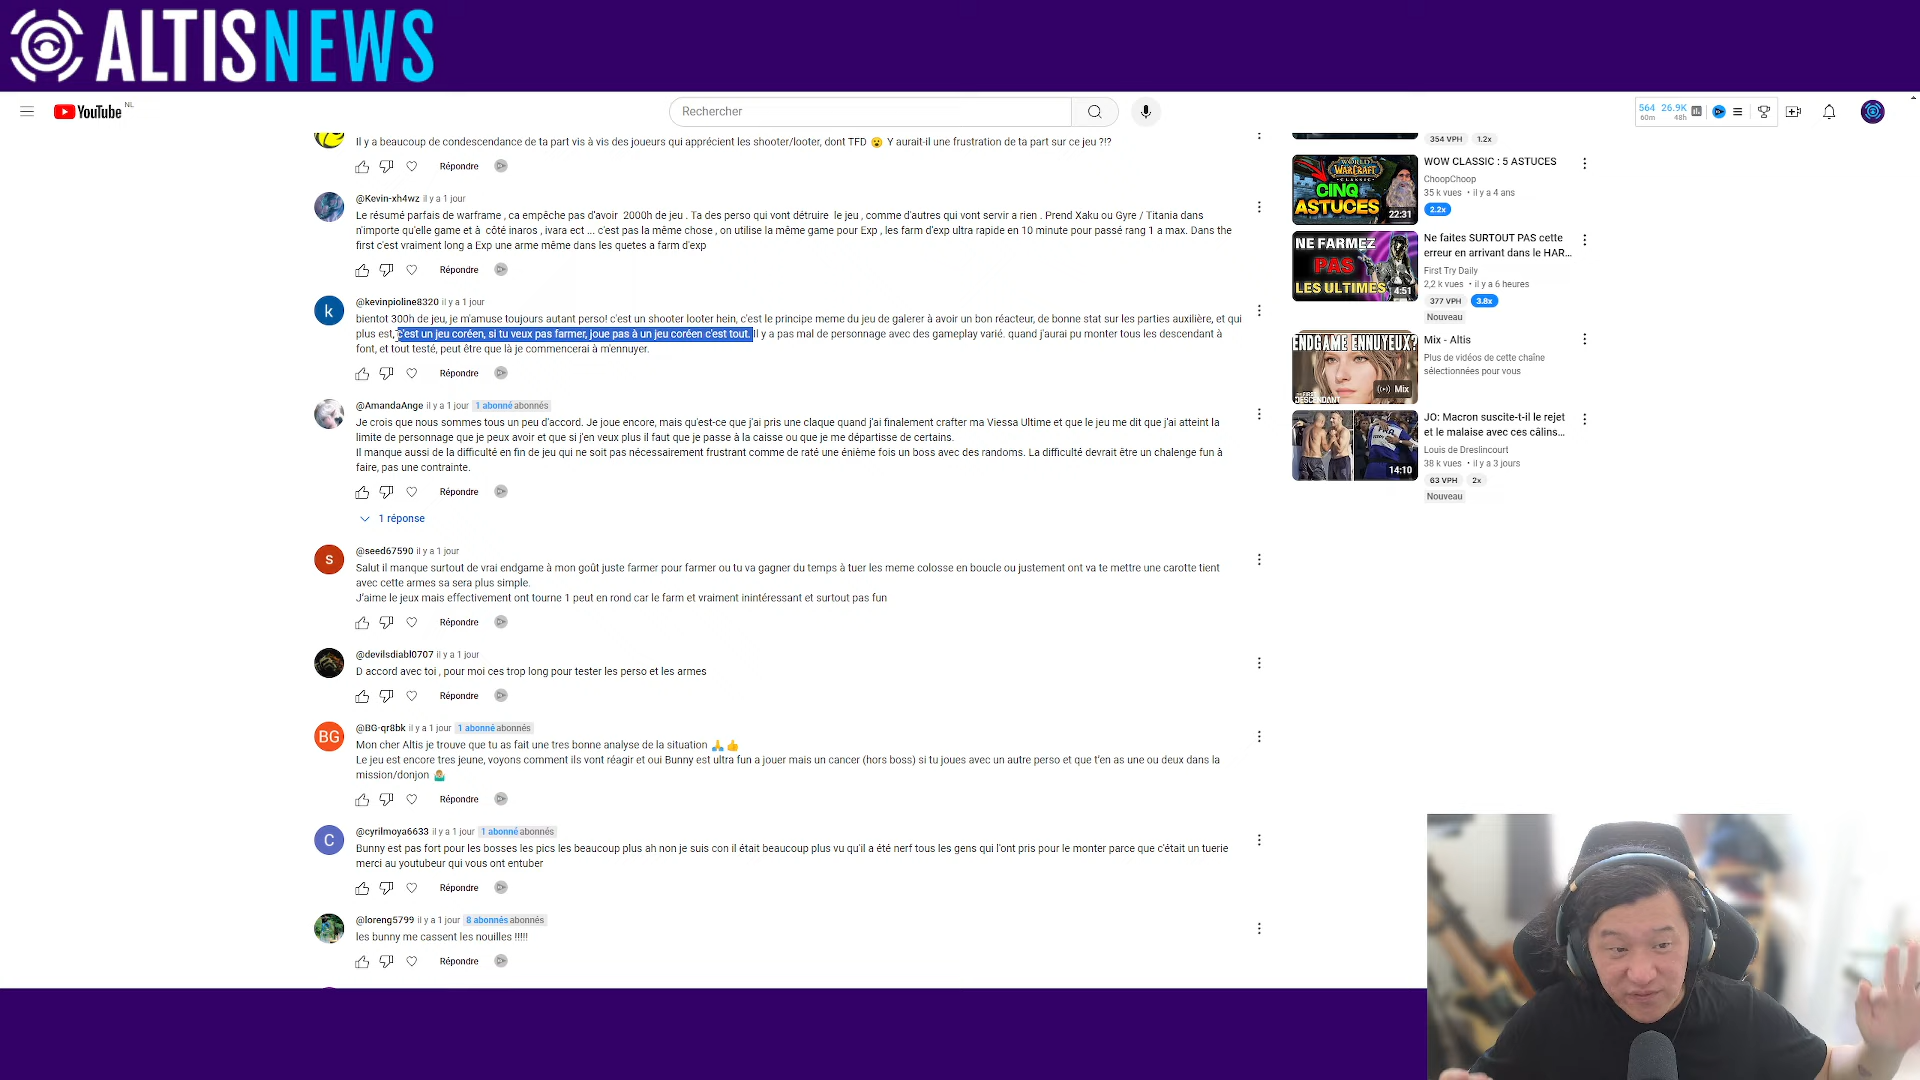 ALTISNEWS
YouTube NL
Rechercher
564 26.9K
60m 48h
Il y a beaucoup de condescendance de ta part vis à vis des joueurs qui apprécient les shooter/looter, dont TFD 😮 Y aurait-il une frustration de ta part sur ce jeu ?!?
Répondre
@Kevin-xh4wz il y a 1 jour
Le résumé parfais de warframe , ca empêche pas d'avoir 2000h de jeu . Ta des perso qui vont détruire le jeu , comme d'autres qui vont servir a rien . Prend Xaku ou Gyre / Titania dans
n'importe qu'elle game et à côté inaros , ivara ect ... c'est pas la même chose , on utilise la même game pour Exp , les farm d'exp ultra rapide en 10 minute pour passé rang 1 a max. Dans the
first c'est vraiment long a Exp une arme même dans les quetes a farm d'exp
Répondre
k
@kevinpioline8320 il y a 1 jour
bientot 300h de jeu, je m'amuse toujours autant perso! c'est un shooter looter hein, c'est le principe meme du jeu de galérer à avoir un bon réacteur, de bonne stat sur les parties auxilière, et qui
plus est, c'est un jeu coréen, si tu veux pas farmer, joue pas à un jeu coréen c'est tout. Il y a pas mal de personnage avec des gameplay varié. quand j'aurai pu monter tous les descendant à
font, et tout testé, peut être que là je commencerai à m'ennuyer.
Répondre
@AmandaAnge il y a 1 jour 1 abonné abonnés
Je crois que nous sommes tous un peu d'accord. Je joue encore, mais qu'est-ce que j'ai pris une claque quand j'ai finalement crafter ma Viessa Ultime et que le jeu me dit que j'ai atteint la
limite de personnage que je peux avoir et que si j'en veux plus il faut que je passe à la caisse ou que je me départisse de certains.
Il manque aussi de la difficulté en fin de jeu qui ne soit pas nécessairement frustrant comme de raté une énième fois un boss avec des randoms. La difficulté devrait être un chalenge fun à
faire, pas une contrainte.
Répondre
1 réponse
s
@seed67590 il y a 1 jour
Salut il manque surtout de vrai endgame à mon goût juste farmer pour farmer ou tu va gagner du temps à tuer les meme colosse en boucle ou justement ont va te mettre une carotte tient
avec cette armes sa sera plus simple.
J'aime le jeux mais effectivement ont tourne 1 peut en rond car le farm et vraiment inintéressant et surtout pas fun
Répondre
@devilsdiabl0707 il y a 1 jour
D accord avec toi , pour moi ces trop long pour tester les perso et les armes
Répondre
BG
@BG-qr8bk il y a 1 jour 1 abonné abonnés
Mon cher Altis je trouve que tu as fait une tres bonne analyse de la situation 🙏👍
Le jeu est encore tres jeune, voyons comment ils vont réagir et oui Bunny est ultra fun a jouer mais un cancer (hors boss) si tu joues avec un autre perso et que t'en as une ou deux dans la
mission/donjon 🤷
Répondre
C
@cyrilmoya6633 il y a 1 jour 1 abonné abonnés
Bunny est pas fort pour les bosses les pics les beaucoup plus ah non je suis con il était beaucoup plus vu qu'il a été nerf tous les gens qui l'ont pris pour le monter parce que c'était un tuerie
merci au youtubeur qui vous ont entuber
Répondre
@loreng5799 il y a 1 jour 8 abonnés abonnés
les bunny me cassent les nouilles !!!!!
Répondre
354 VPH 1.2x
WORLD WARCRAFT CLASSIC
CINQ
ASTUCES
22:31
WOW CLASSIC : 5 ASTUCES
ChoopChoop
35 k vues • il y a 4 ans
2.2x
NE FARMEZ
PAS
LES ULTIMES
4:51
Ne faites SURTOUT PAS cette
erreur en arrivant dans le HAR...
First Try Daily
2,2 k vues • il y a 6 heures
377 VPH 3.8x
Nouveau
ENDGAME ENNUYEUX?
Mix
FIRST
DESCENDANT
Mix - Altis
Plus de vidéos de cette chaîne
sélectionnées pour vous
FRA
14:10
JO: Macron suscite-t-il le rejet
et le malaise avec ces câlins...
Louis de Dreslincourt
38 k vues • il y a 3 jours
63 VPH 2x
Nouveau